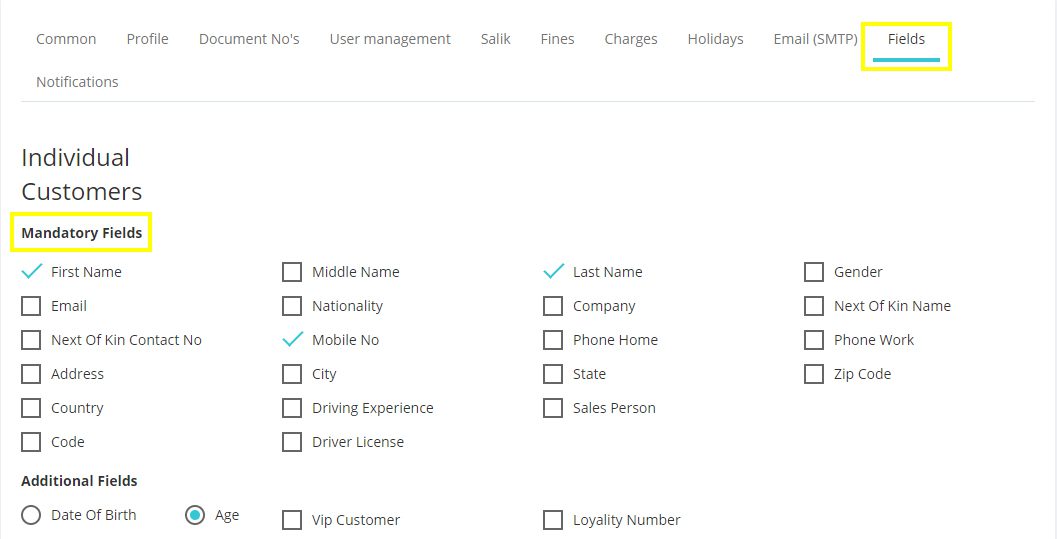 Common Profile Document No's User management Salik Fines Charges Holidays Email (SMTP) Fields
Notifications
Individual
Customers
Mandatory Fields
First Name Middle Name Last Name Gender
Email Nationality Company Next Of Kin Name
Next Of Kin Contact No Mobile No Phone Home Phone Work
Address City State Zip Code
Country Driving Experience Sales Person
Code Driver License
Additional Fields
Date Of Birth Age Vip Customer Loyality Number